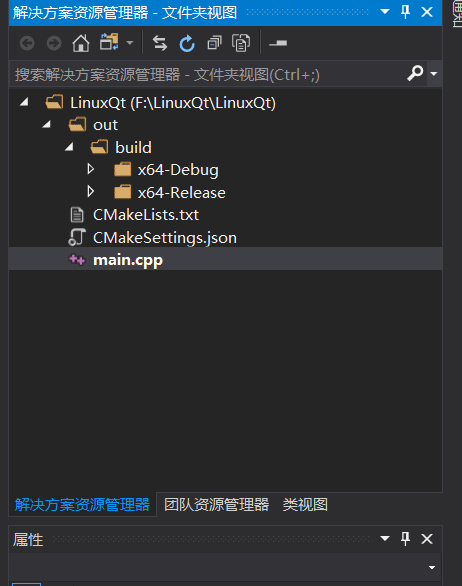 解决方案资源管理器 - 文件夹视图
搜索解决方案资源管理器 - 文件夹视图(Ctrl+;)
LinuxQt (F:\LinuxQt\LinuxQt)
out
build
x64-Debug
x64-Release
CMakeLists.txt
CMakeSettings.json
main.cpp
解决方案资源管理器 团队资源管理器 类视图
属性
通知